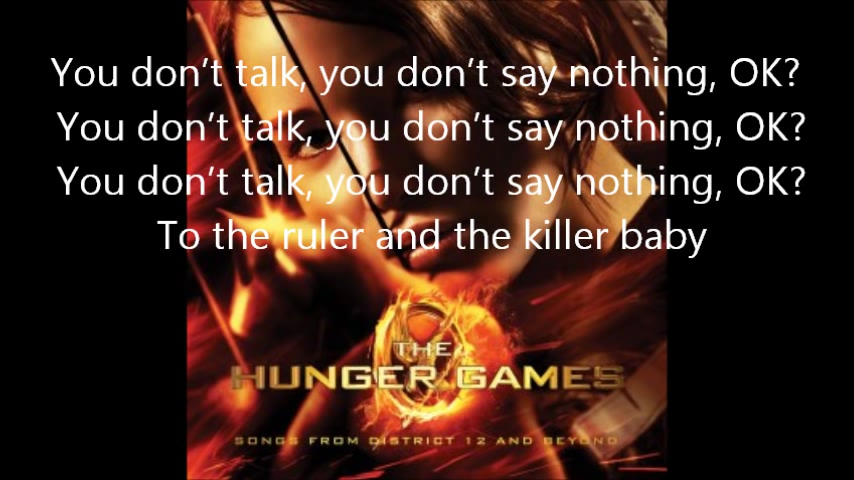 You don’t talk, you don’t say nothing, OK?
You don’t talk, you don’t say nothing, OK?
You don’t talk, you don’t say nothing, OK?
To the ruler and the killer baby
THE
HUNGER GAMES
SONGS FROM DISTRICT 12 AND BEYOND